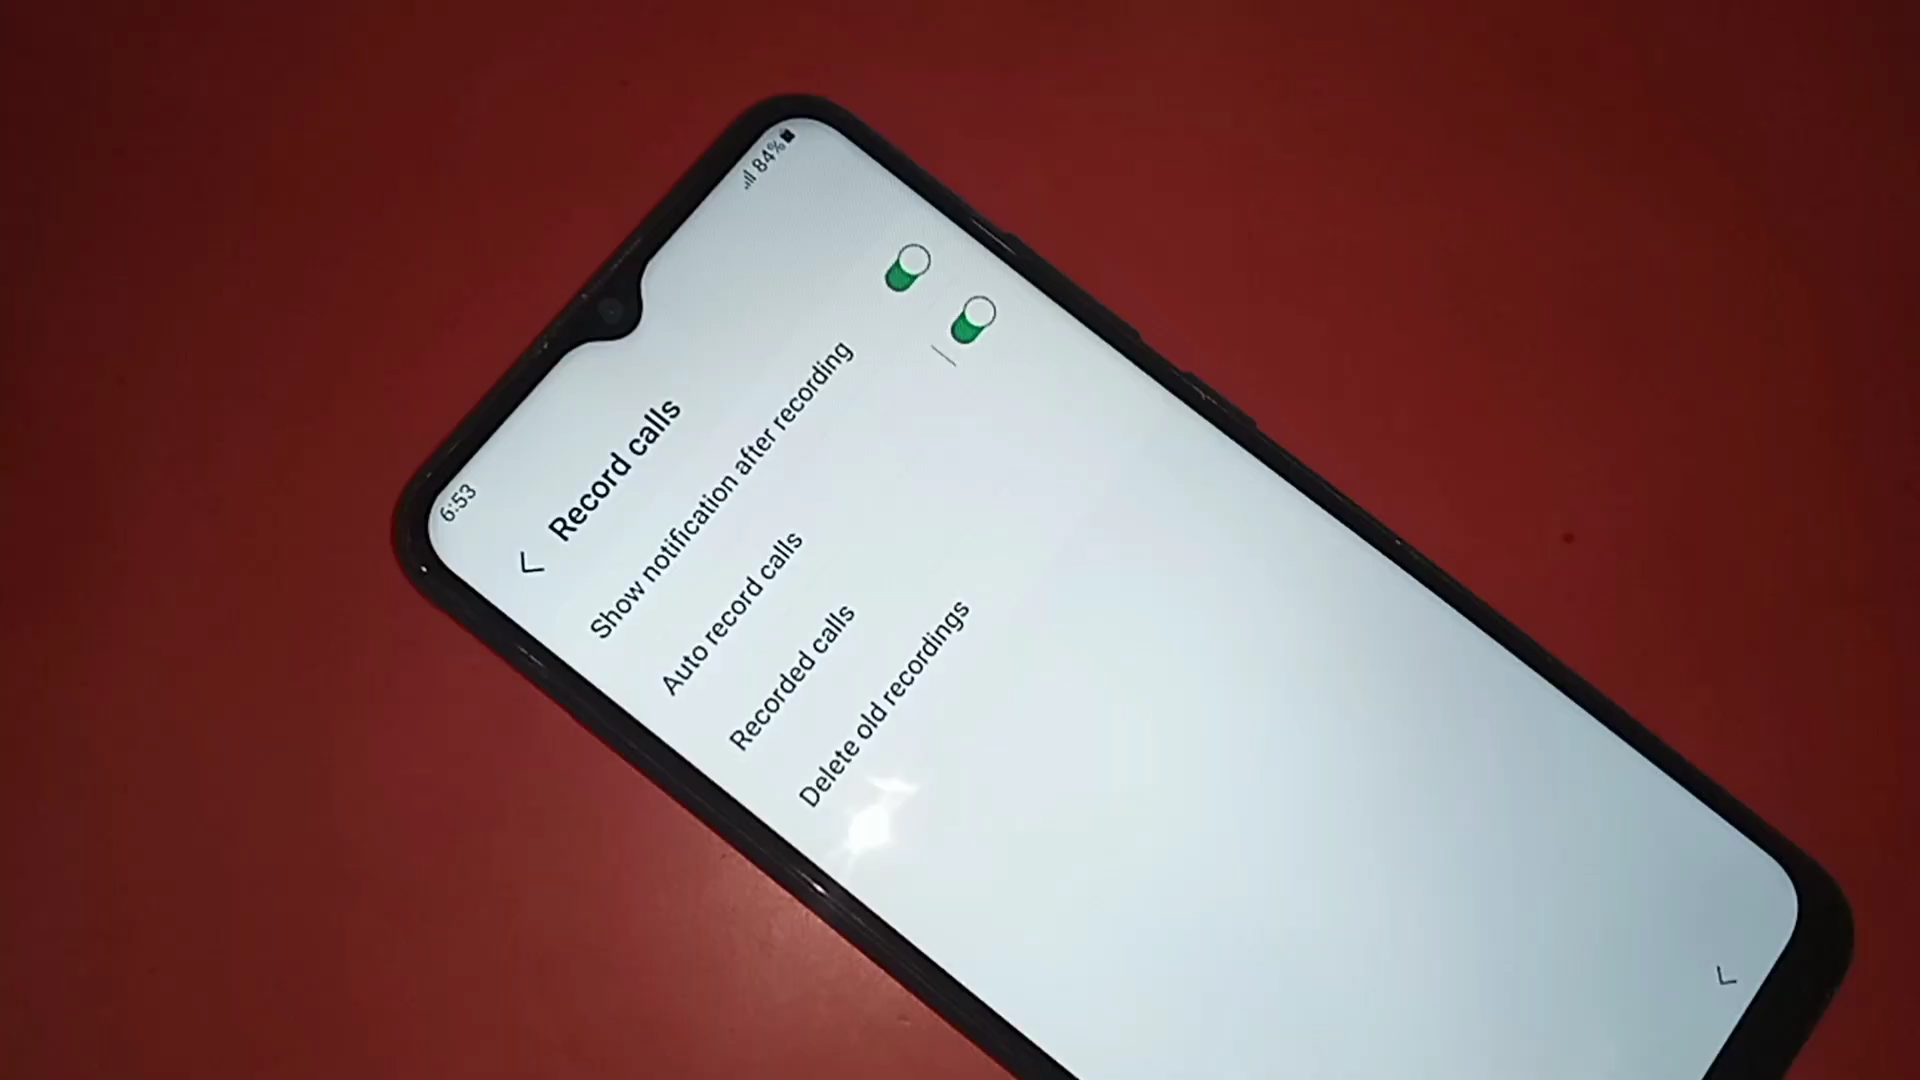 6:53
84%
Record calls
Show notification after recording
Auto record calls
Recorded calls
Delete old recordings